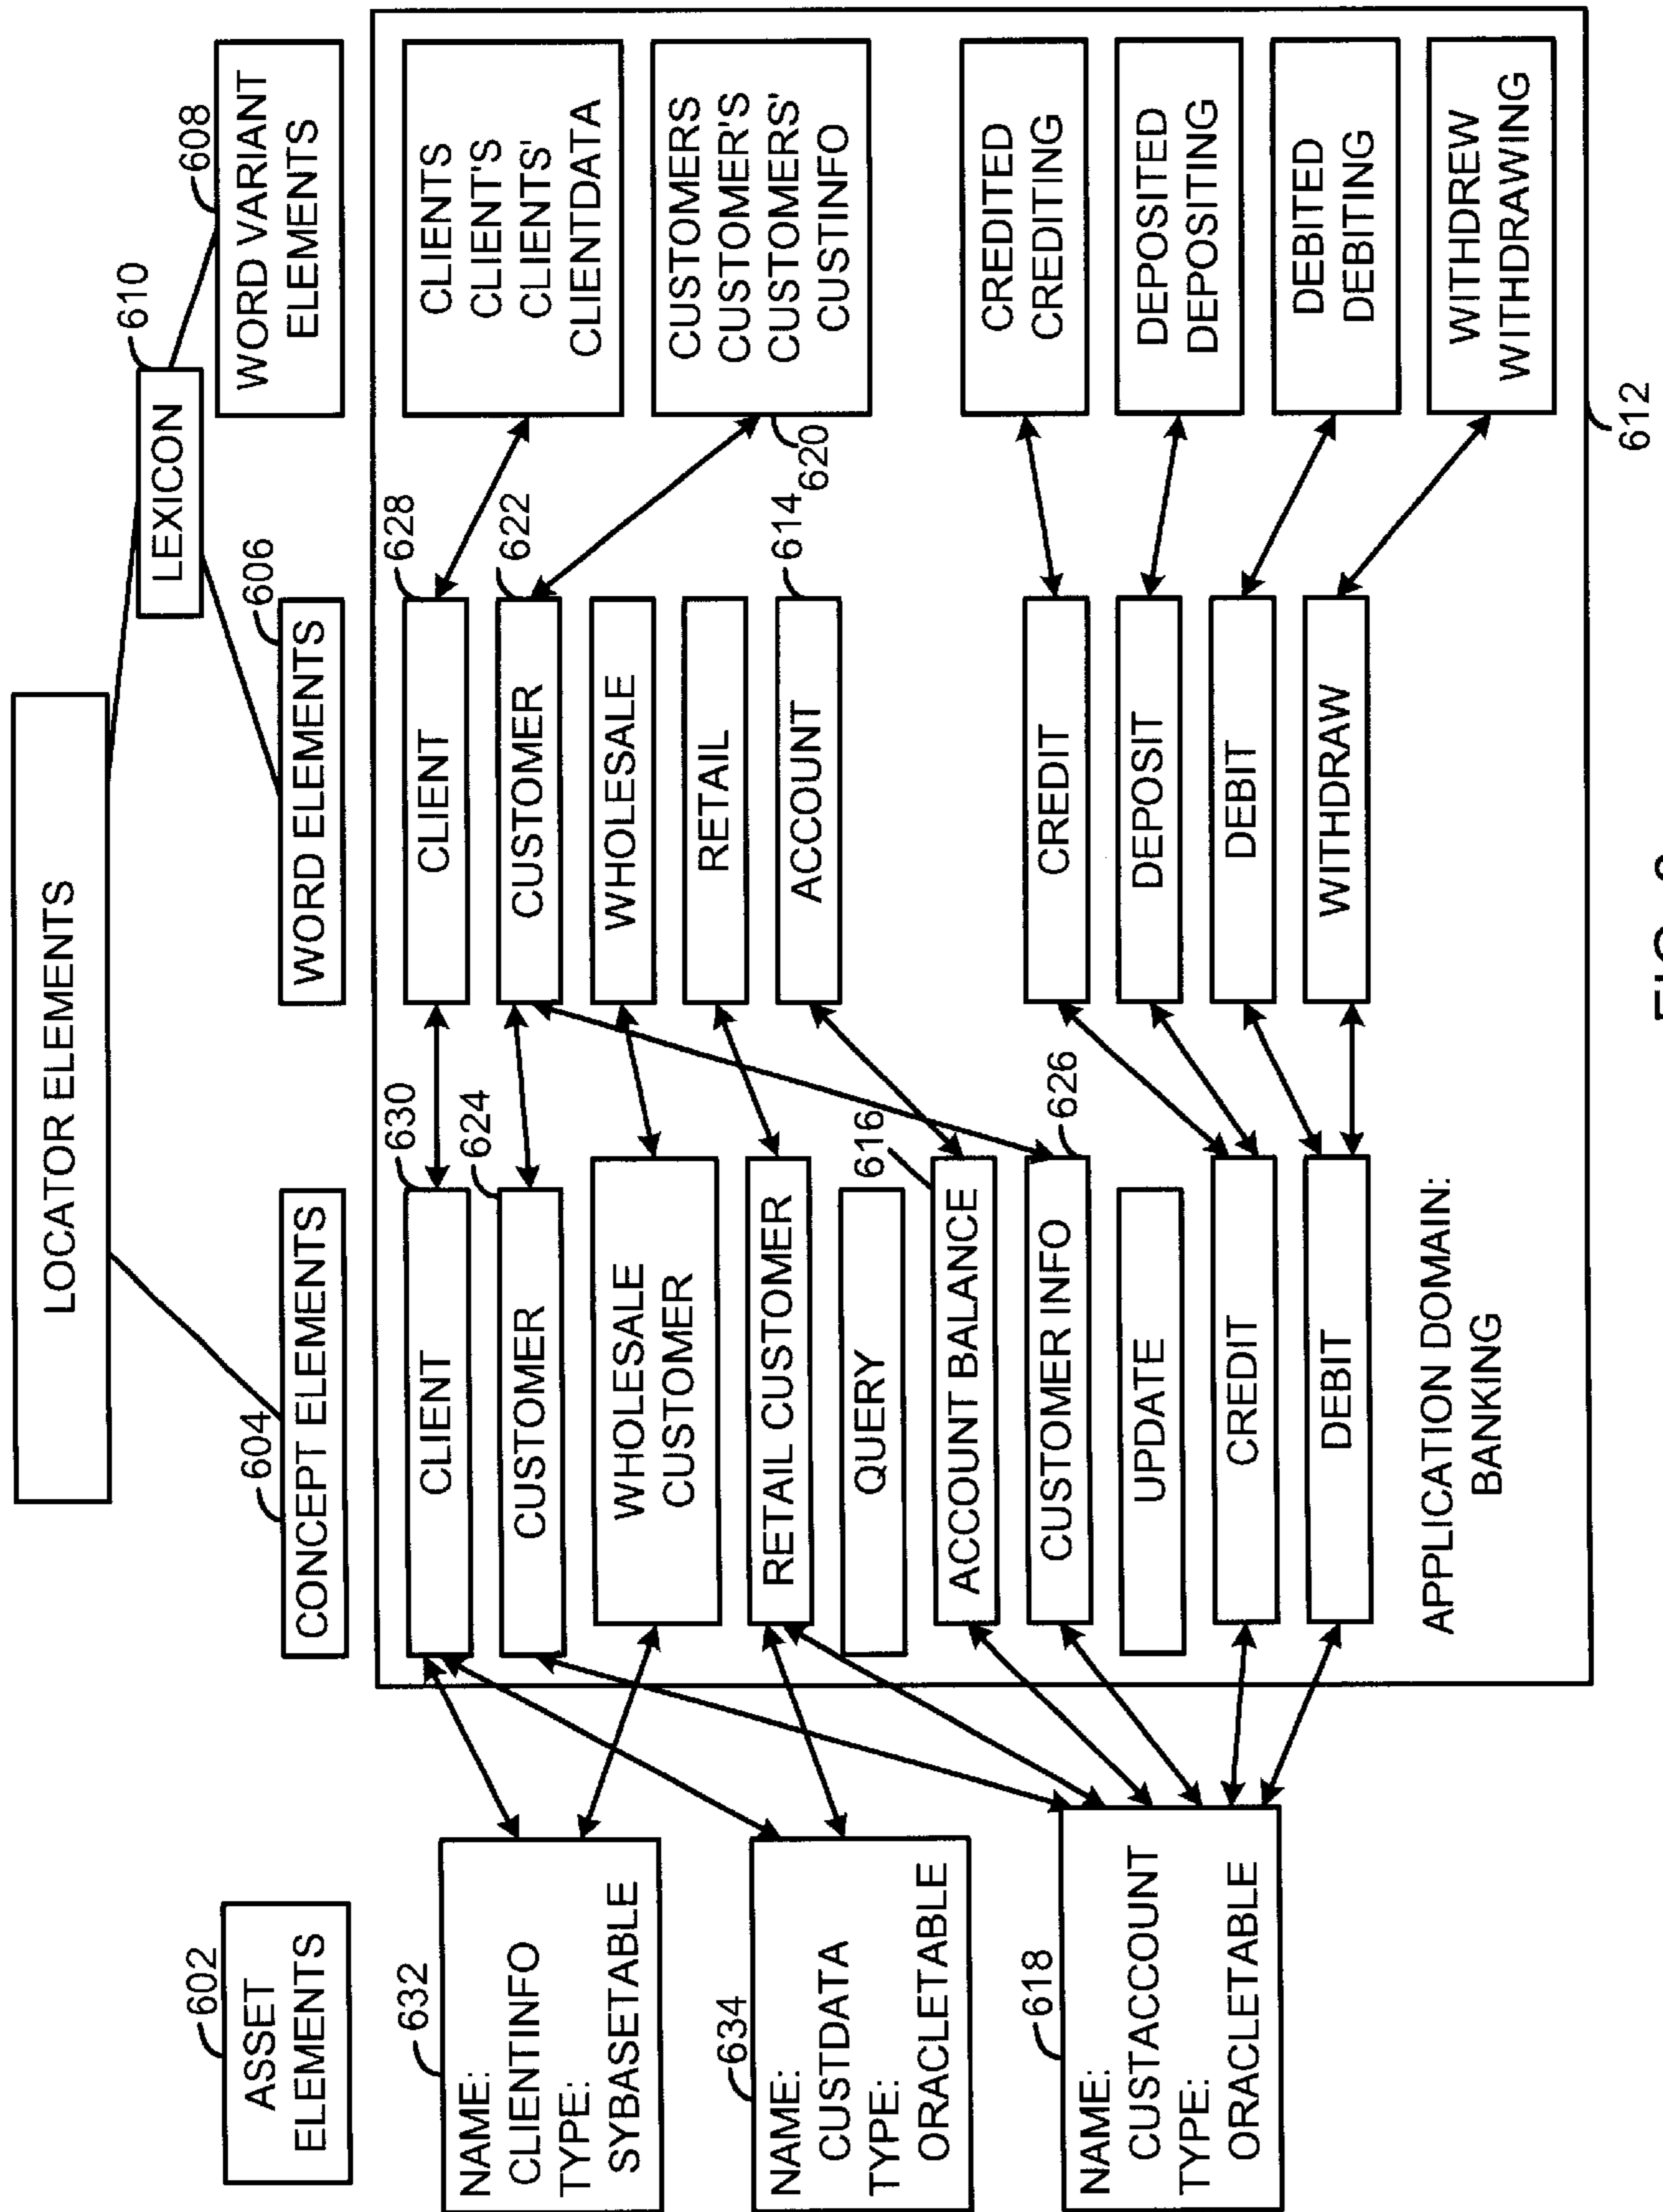 LOCATOR ELEMENTS
610
LEXICON
602
ASSET
ELEMENTS
604
CONCEPT ELEMENTS
606
WORD ELEMENTS
608
WORD VARIANT
ELEMENTS
632
NAME:
CLIENTINFO
TYPE:
SYBASETABLE
634
NAME:
CUSTDATA
TYPE:
ORACLETABLE
618
NAME:
CUSTACCOUNT
TYPE:
ORACLETABLE
630
CLIENT
624
CUSTOMER
WHOLESALE
CUSTOMER
RETAIL CUSTOMER
QUERY
616
ACCOUNT BALANCE
CUSTOMER INFO
626
UPDATE
CREDIT
DEBIT
APPLICATION DOMAIN:
BANKING
628
CLIENT
622
CUSTOMER
WHOLESALE
RETAIL
614
ACCOUNT
CREDIT
DEPOSIT
DEBIT
WITHDRAW
CLIENTS
CLIENT'S
CLIENTS'
CLIENTDATA
CUSTOMERS
CUSTOMER'S
CUSTOMERS'
CUSTINFO
620
CREDITED
CREDITING
DEPOSITED
DEPOSITING
DEBITED
DEBITING
WITHDREW
WITHDRAWING
612